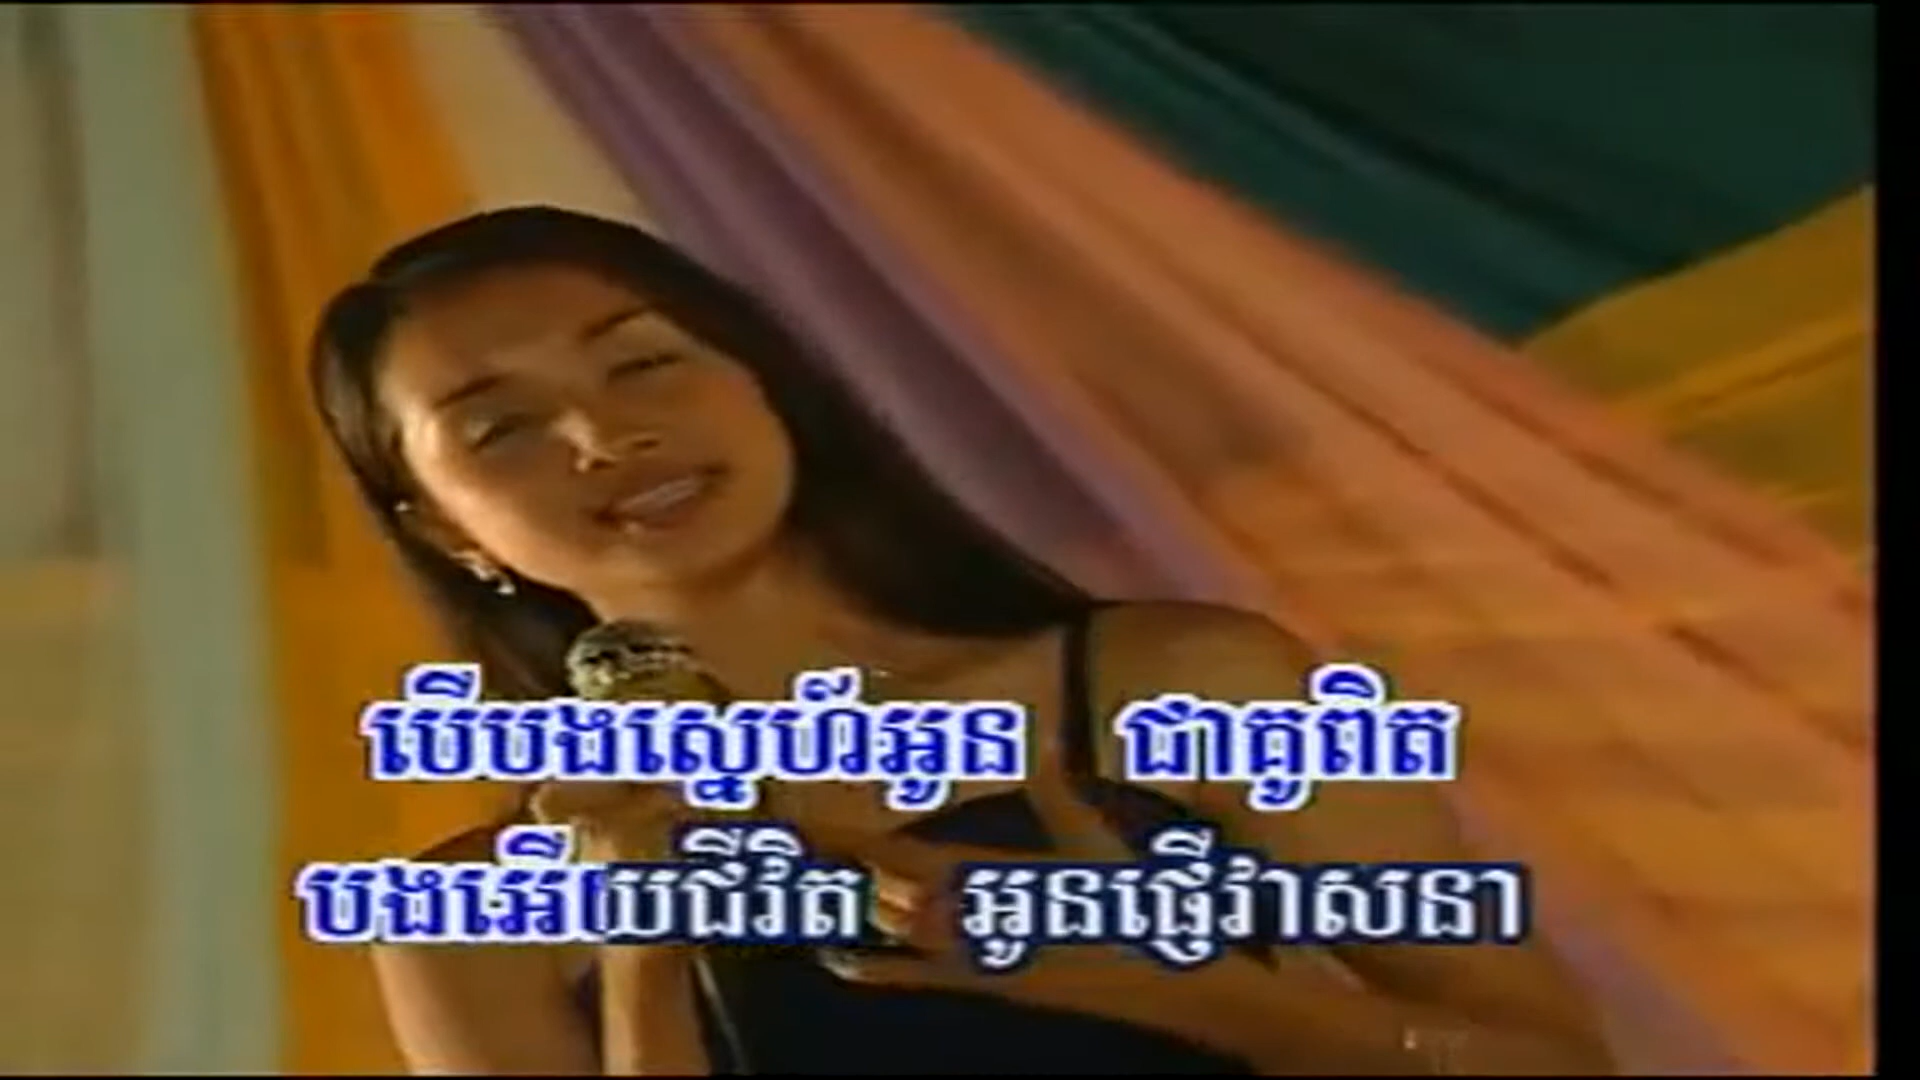 បើបងស្នេហ៍អូន ជាគូពិត
បងអើយជីវិត អូនផ្ញើវាសនា